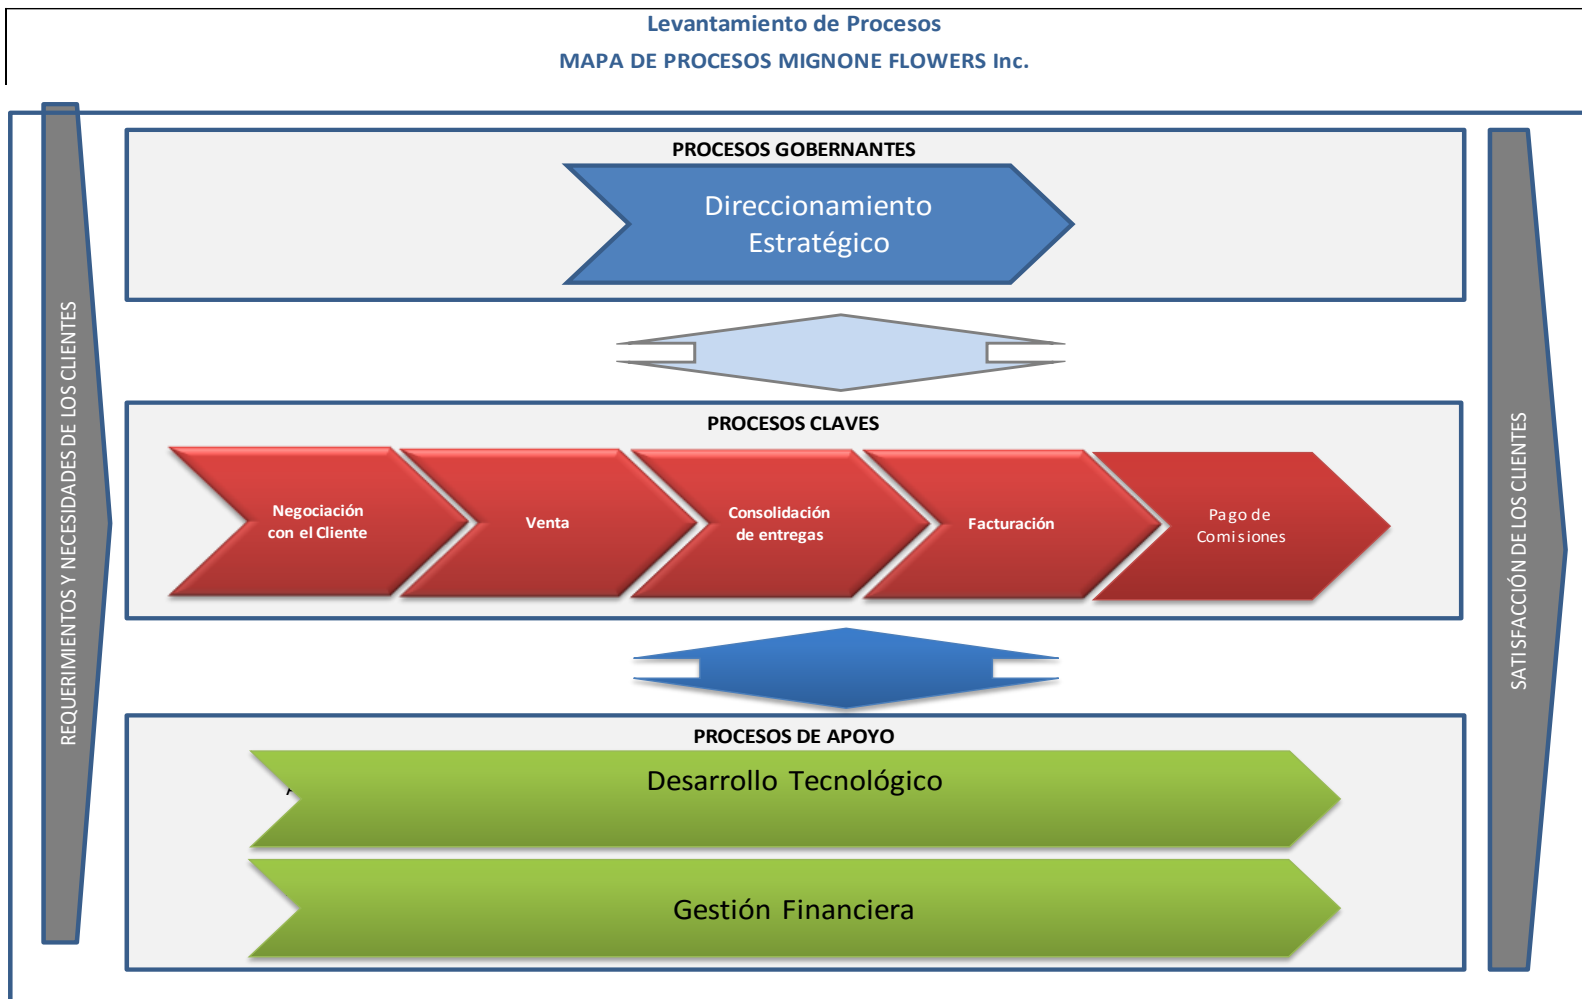 Levantamiento de Procesos
MAPA DE PROCESOS MIGNONE FLOWERS Inc.
REQUERIMIENTOS Y NECESIDADES DE LOS CLIENTES
PROCESOS GOBERNANTES
Direccionamiento
Estratégico
PROCESOS CLAVES
Negociación
con el Cliente
Venta
Consolidación
de entregas
Facturación
Pago de
Comisiones
PROCESOS DE APOYO
Desarrollo Tecnológico
Gestión Financiera
SATISFACCIÓN DE LOS CLIENTES